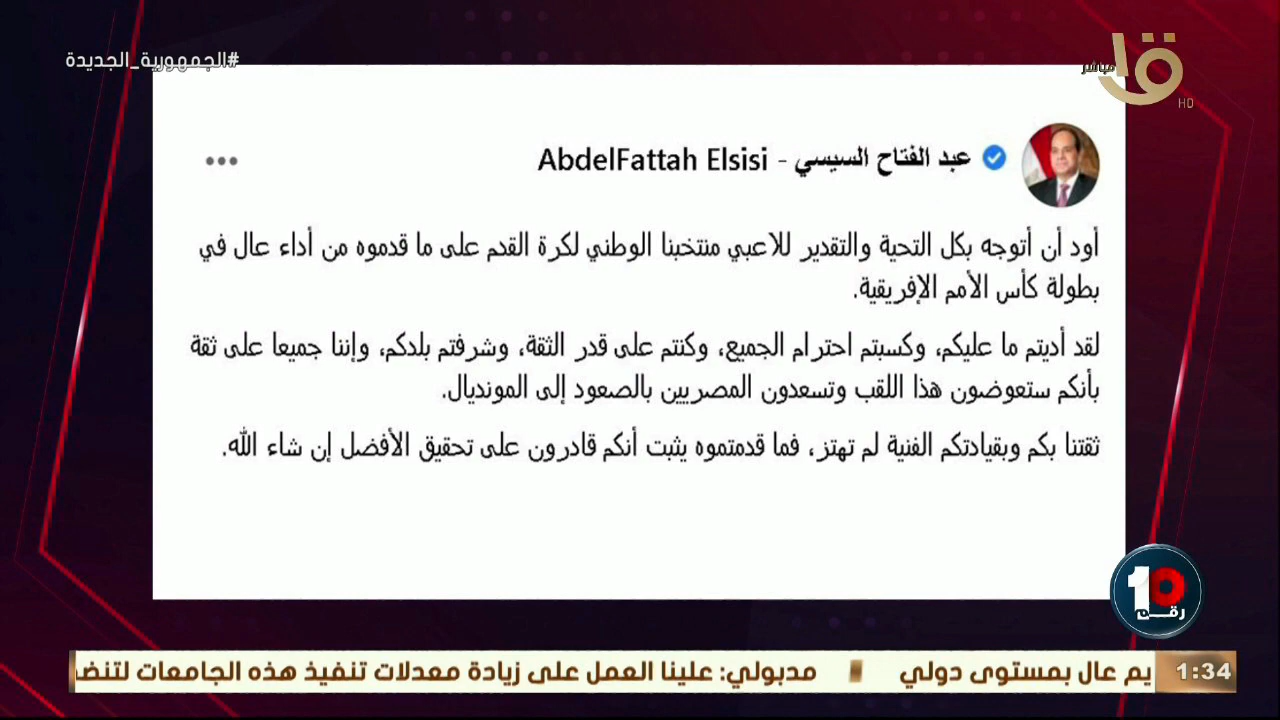 #الجمهورية_الجديدة
مباشر
HD
عبد الفتاح السيسي - AbdelFattah Elsisi
أود أن أتوجه بكل التحية والتقدير للاعبي منتخبنا الوطني لكرة القدم على ما قدموه من أداء عال في
بطولة كأس الأمم الإفريقية.
لقد أديتم ما عليكم، وكسبتم احترام الجميع، وكنتم على قدر الثقة، وشرفتم بلدكم، وإننا جميعا على ثقة
بأنكم ستعوضون هذا اللقب وتسعدون المصريين بالصعود إلى المونديال.
ثقتنا بكم وبقيادتكم الفنية لم تهتز، فما قدمتموه يثبت أنكم قادرون على تحقيق الأفضل إن شاء الله.
رقم 10
1:34 يم عال بمستوى دولي مدبولي: علينا العمل على زيادة معدلات تنفيذ هذه الجامعات لتنض